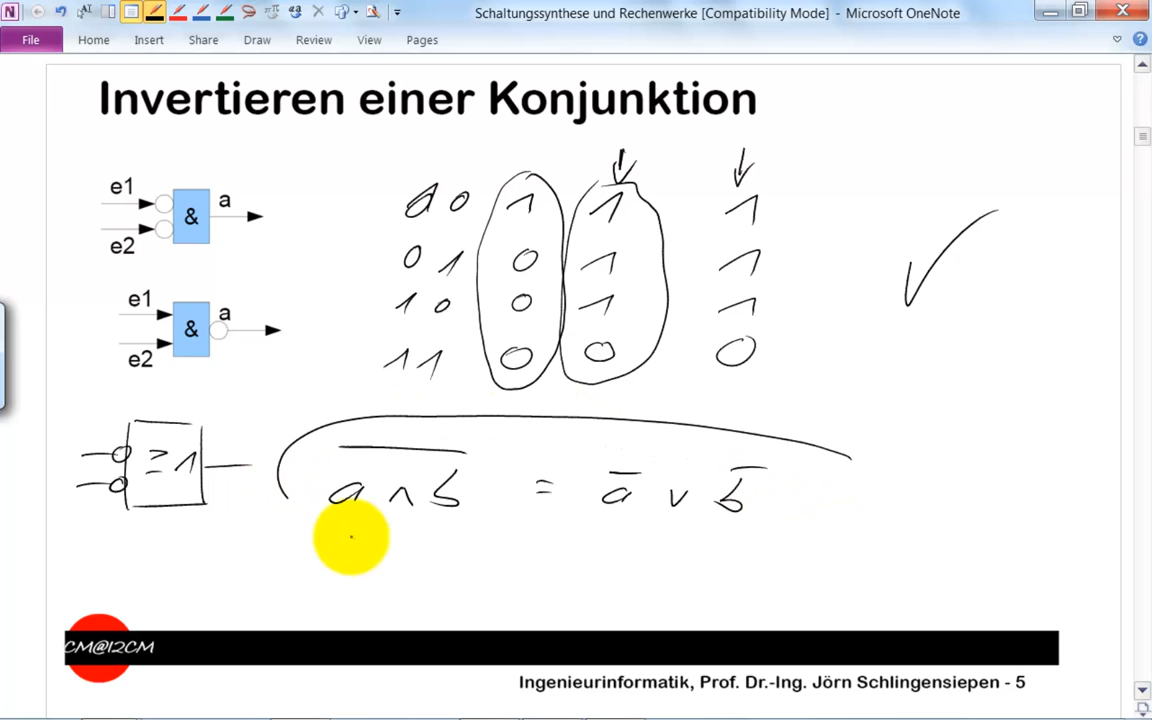 Schaltungssynthese und Rechenwerke [Compatibility Mode] - Microsoft OneNote
File Home Insert Share Draw Review View Pages
Invertieren einer Konjunktion
e1
& a
e2
e1
& a
e2
0 0 1 1 1
0 1 0 1 1
1 0 0 1 1
1 1 0 0 0
≥1
a̅ ̅∧̅ ̅b̅ = a̅ ∨ b̅
CM@I2CM
Ingenieurinformatik, Prof. Dr.-Ing. Jörn Schlingensiepen - 5